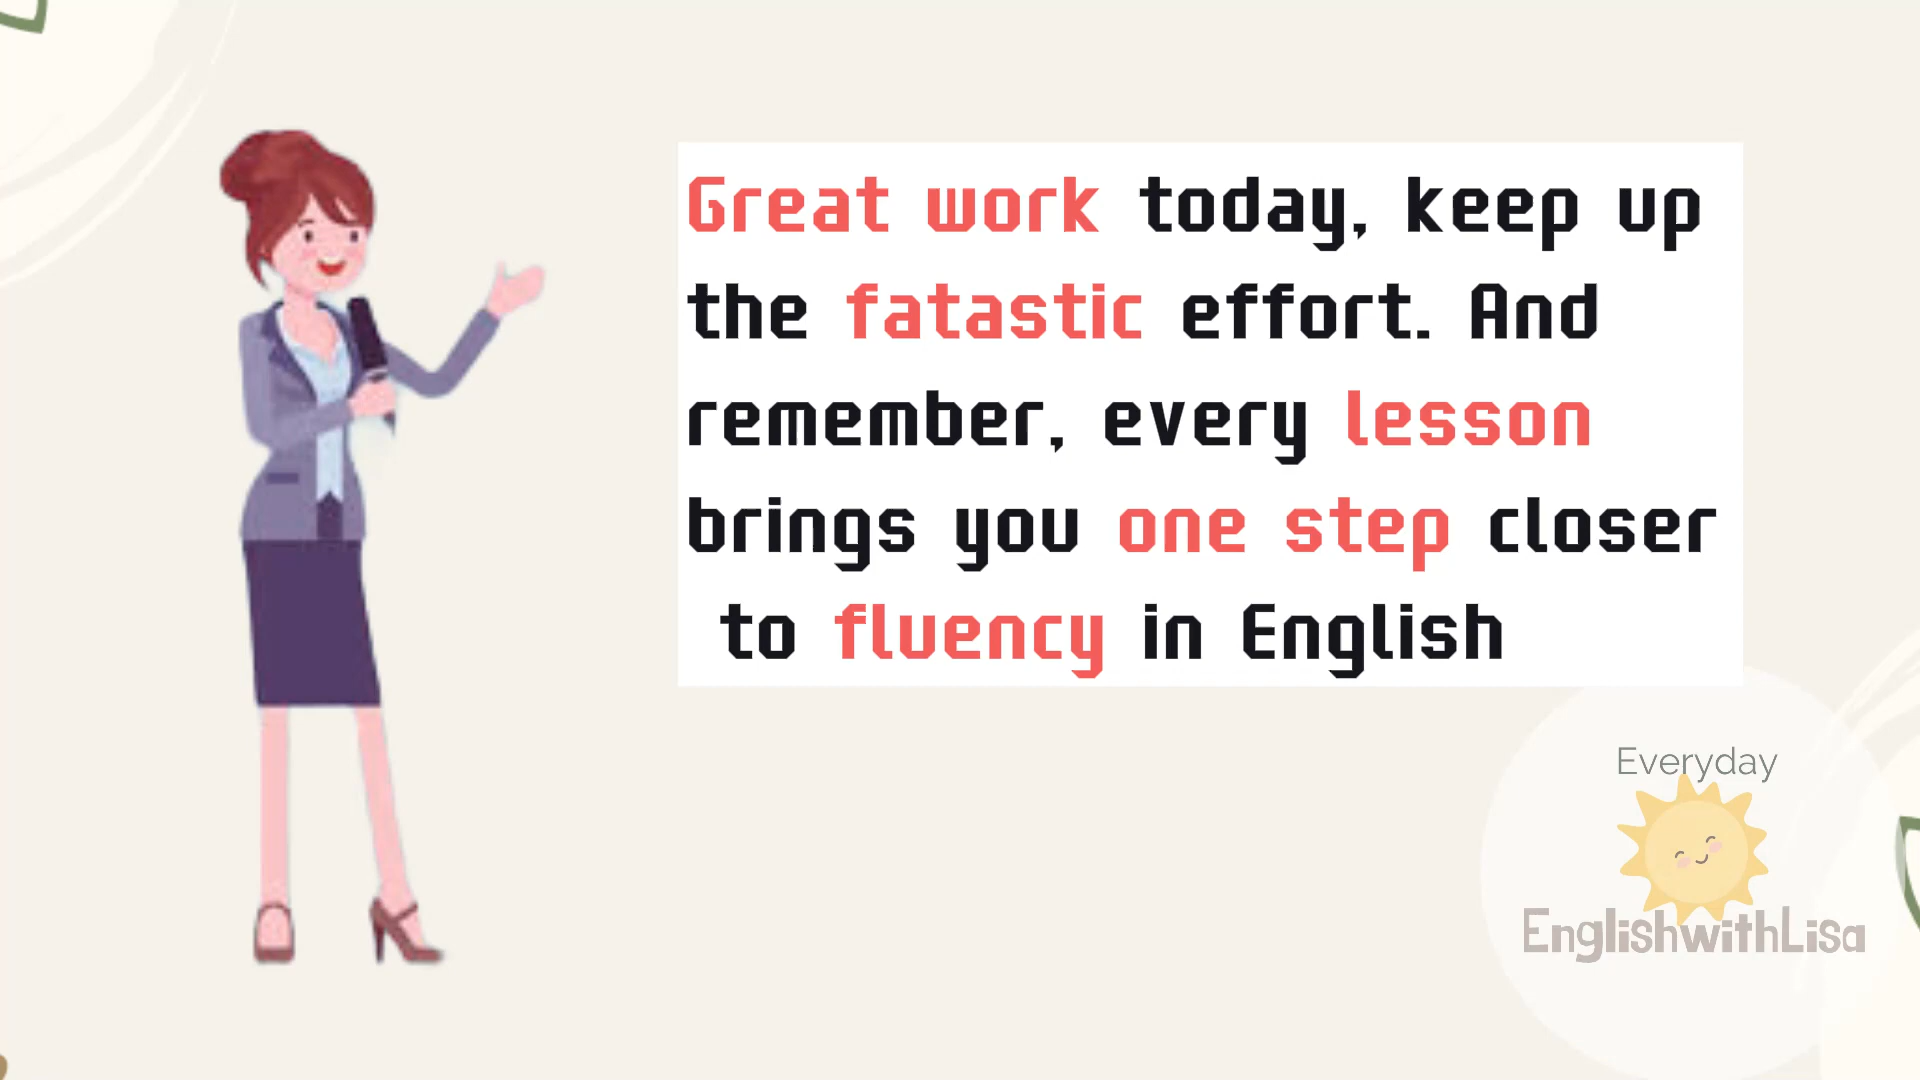 Great work today, keep up
the fatastic effort. And
remember, every lesson
brings you one step closer
to fluency in English
Everyday
EnglishwithLisa